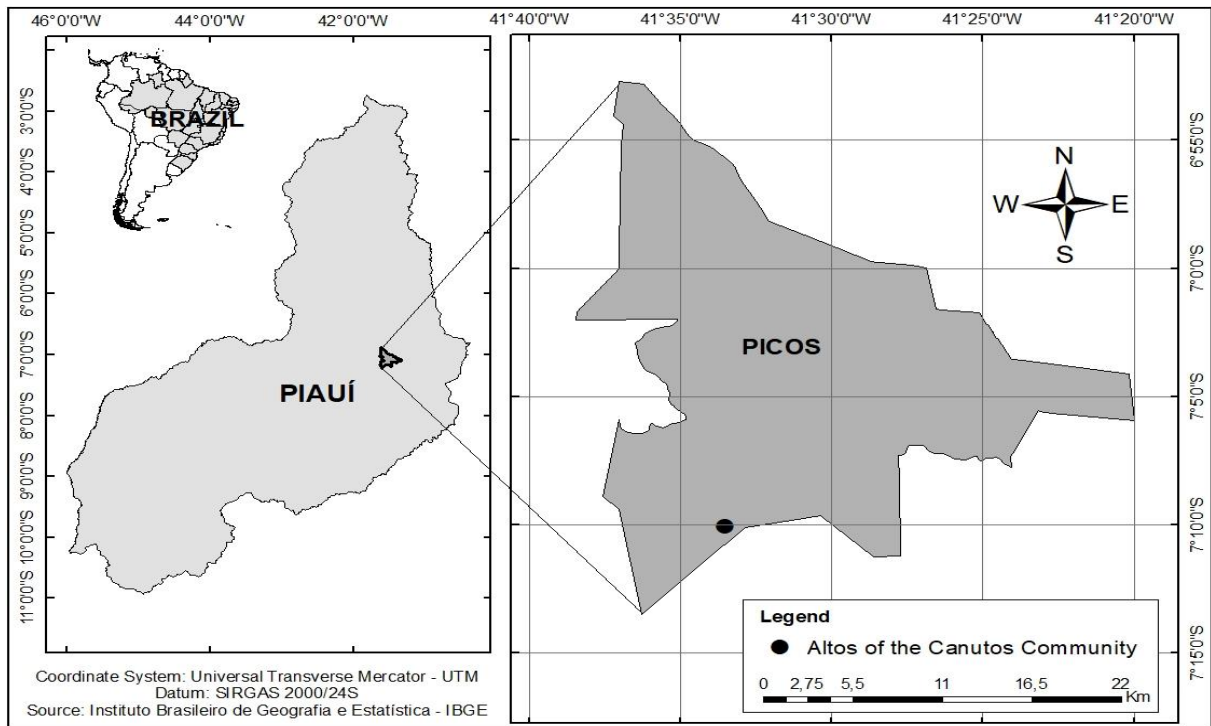 46°0'0"W 44°0'0"W 42°0'0"W
41°40'0"W 41°35'0"W 41°30'0"W 41°25'0"W 41°20'0"W
BRAZIL
3°0'0"S
4°0'0"S
5°0'0"S
6°0'0"S
7°0'0"S
8°0'0"S
9°0'0"S
10°0'0"S
11°0'0"S
PIAUÍ
N
W E
S
PICOS
6°55'0"S
7°0'0"S
7°5'0"S
7°10'0"S
7°15'0"S
Legend
Altos of the Canutos Community
0 2,75 5,5 11 16,5 22
Km
Coordinate System: Universal Transverse Mercator - UTM
Datum: SIRGAS 2000/24S
Source: Instituto Brasileiro de Geografia e Estatística - IBGE